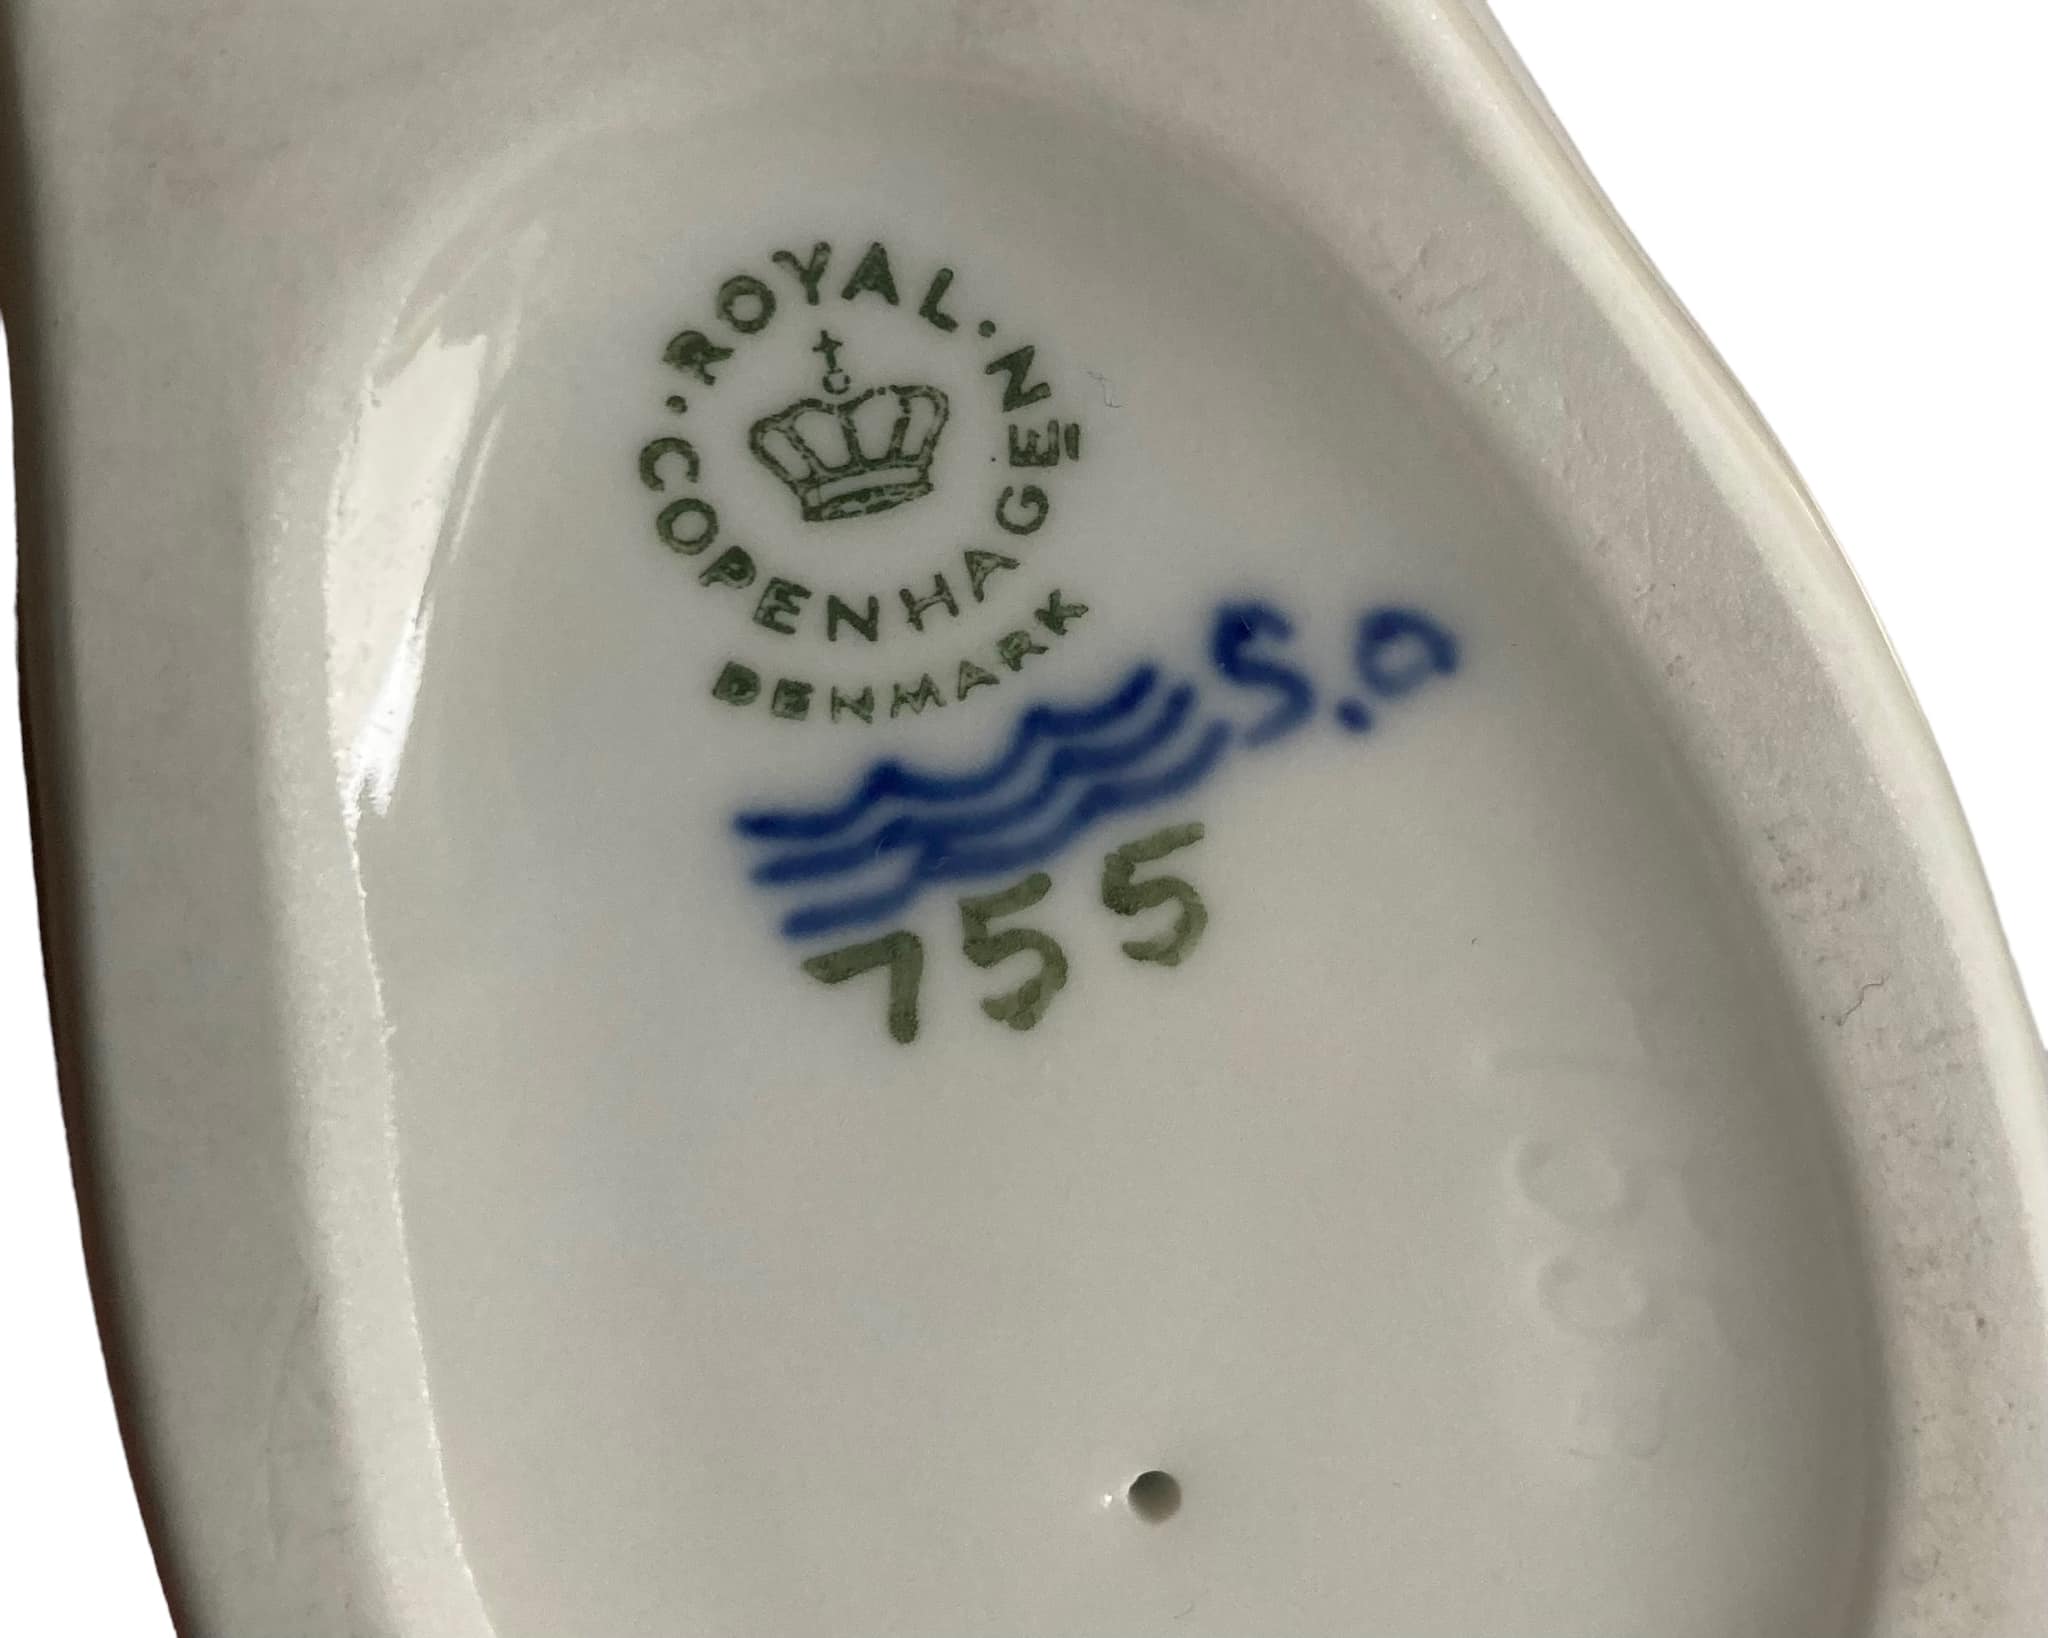 ·ROYAL·
COPENHAGEN
DENMARK
S.O
755